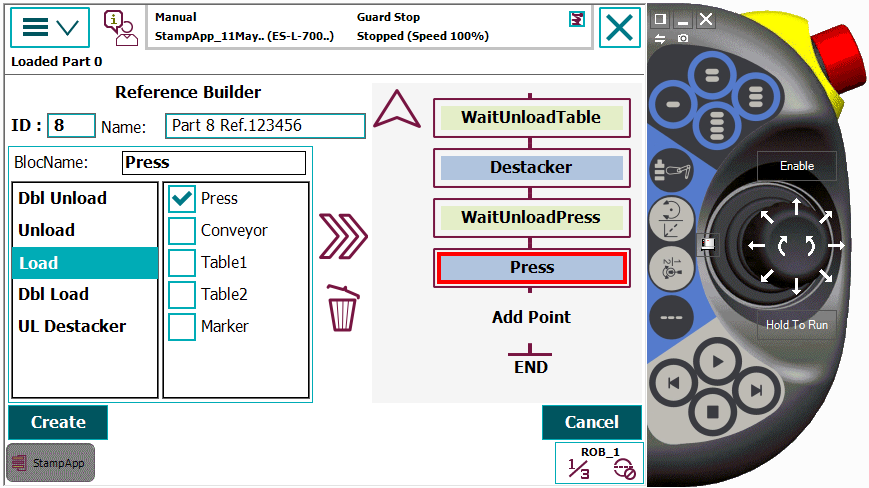 Manual
Guard Stop
StampApp_11May.. (ES-L-700..)
Stopped (Speed 100%)
Loaded Part 0
Reference Builder
ID : 8
Name: Part 8 Ref.123456
BlocName: Press
Dbl Unload
Unload
Load
Dbl Load
UL Destacker
Press
Conveyor
Table1
Table2
Marker
WaitUnloadTable
Destacker
WaitUnloadPress
Press
Add Point
END
Create
Cancel
StampApp
ROB_1
1/3
Enable
Hold To Run